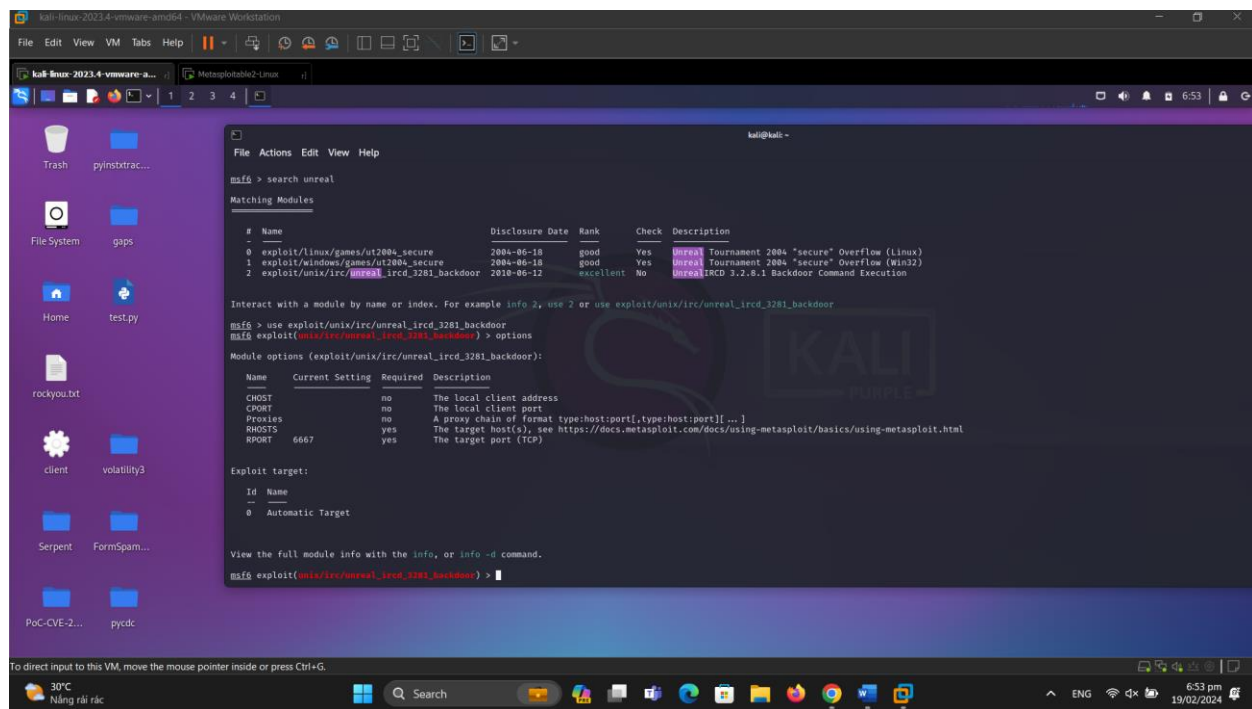 kali-linux-2023.4-vmware-amd64 - VMware Workstation
File Edit View VM Tabs Help
kali-linux-2023.4-vmware-a... Metasploitable2-Linux
1 2 3 4 6:53
kali@kali: ~
File Actions Edit View Help
msf6 > search unreal
Matching Modules
# Name Disclosure Date Rank Check Description
0 exploit/linux/games/ut2004_secure 2004-06-18 good Yes Unreal Tournament 2004 "secure" Overflow (Linux)
1 exploit/windows/games/ut2004_secure 2004-06-18 good Yes Unreal Tournament 2004 "secure" Overflow (Win32)
2 exploit/unix/irc/unreal_ircd_3281_backdoor 2010-06-12 excellent No UnrealIRCD 3.2.8.1 Backdoor Command Execution
Interact with a module by name or index. For example info 2, use 2 or use exploit/unix/irc/unreal_ircd_3281_backdoor
msf6 > use exploit/unix/irc/unreal_ircd_3281_backdoor
msf6 exploit(unix/irc/unreal_ircd_3281_backdoor) > options
Module options (exploit/unix/irc/unreal_ircd_3281_backdoor):
Name Current Setting Required Description
CHOST no The local client address
CPORT no The local client port
Proxies no A proxy chain of format type:host:port[,type:host:port][ ... ]
RHOSTS yes The target host(s), see https://docs.metasploit.com/docs/using-metasploit/basics/using-metasploit.html
RPORT 6667 yes The target port (TCP)
Exploit target:
Id Name
0 Automatic Target
View the full module info with the info, or info -d command.
msf6 exploit(unix/irc/unreal_ircd_3281_backdoor) >
KALI
PURPLE
Trash pyinstxtrac...
File System gaps
Home test.py
rockyou.txt
client volatility3
Serpent FormSpam...
PoC-CVE-2... pycdc
To direct input to this VM, move the mouse pointer inside or press Ctrl+G.
30°C
Nắng rải rác
Search
ENG
6:53 pm
19/02/2024